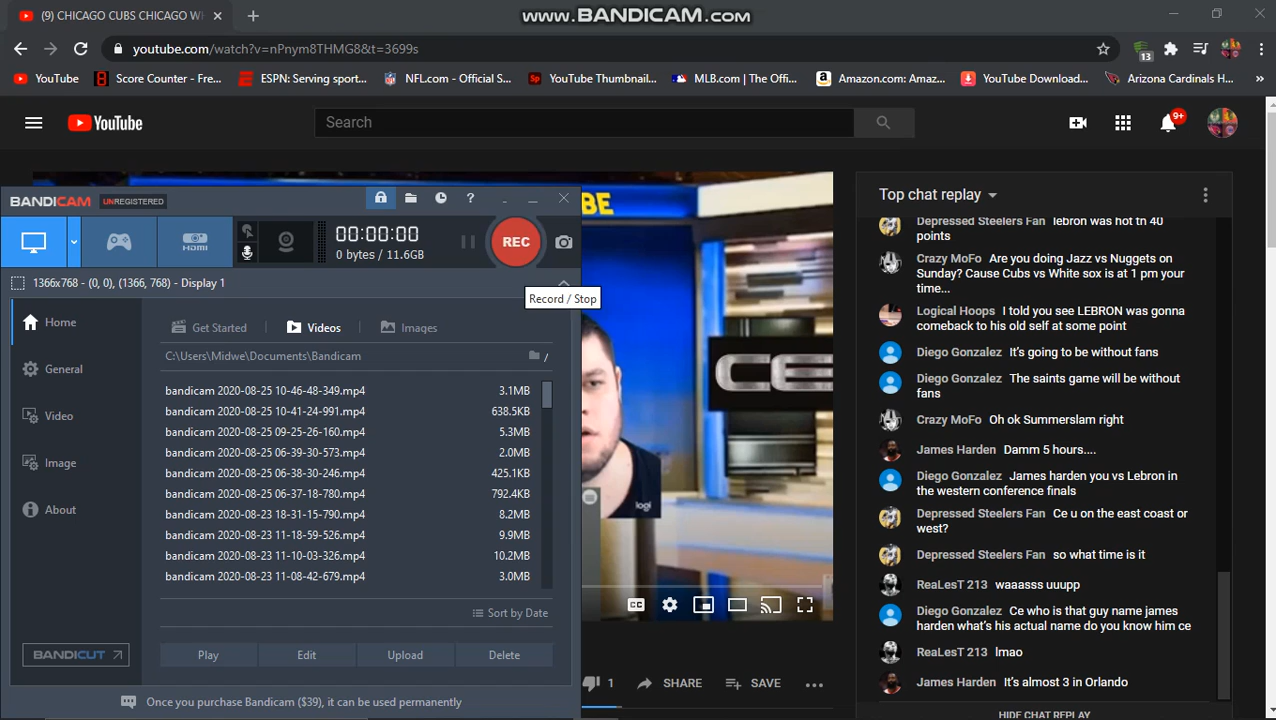 (9) CHICAGO CUBS CHICAGO WH
www.BANDICAM.com
youtube.com/watch?v=nPnym8THMG8&t=3699s
13
YouTube
Score Counter - Fre...
ESPN: Serving sport...
NFL.com - Official S...
Sp YouTube Thumbnail...
MLB.com | The Offi...
Amazon.com: Amaz...
YouTube Download...
Arizona Cardinals H...
YouTube
Search
9+
BANDICAM UNREGISTERED
?
HDMI
00:00:00
0 bytes / 11.6GB
REC
1366x768 - (0, 0), (1366, 768) - Display 1
Record / Stop
Home
General
Video
Image
About
BANDICUT
Get Started
Videos
Images
C:\Users\Midwe\Documents\Bandicam
/
bandicam 2020-08-25 10-46-48-349.mp4 3.1MB
bandicam 2020-08-25 10-41-24-991.mp4 638.5KB
bandicam 2020-08-25 09-25-26-160.mp4 5.3MB
bandicam 2020-08-25 06-39-30-573.mp4 2.0MB
bandicam 2020-08-25 06-38-30-246.mp4 425.1KB
bandicam 2020-08-25 06-37-18-780.mp4 792.4KB
bandicam 2020-08-23 18-31-15-790.mp4 8.2MB
bandicam 2020-08-23 11-18-59-526.mp4 9.9MB
bandicam 2020-08-23 11-10-03-326.mp4 10.2MB
bandicam 2020-08-23 11-08-42-679.mp4 3.0MB
Sort by Date
Play
Edit
Upload
Delete
Once you purchase Bandicam ($39), it can be used permanently
BE
CE
logi
CC
1
SHARE
SAVE
Top chat replay
Depressed Steelers Fan lebron was hot th 40
points
Crazy MoFo Are you doing Jazz vs Nuggets on
Sunday? Cause Cubs vs White sox is at 1 pm your
time...
Logical Hoops I told you see LEBRON was gonna
comeback to his old self at some point
Diego Gonzalez It's going to be without fans
Diego Gonzalez The saints game will be without
fans
Crazy MoFo Oh ok Summerslam right
James Harden Damm 5 hours....
Diego Gonzalez James harden you vs Lebron in
the western conference finals
Depressed Steelers Fan Ce u on the east coast or
west?
Depressed Steelers Fan so what time is it
ReaLesT 213 waaasss uuupp
Diego Gonzalez Ce who is that guy name james
harden what's his actual name do you know him ce
ReaLesT 213 lmao
James Harden It's almost 3 in Orlando
HIDE CHAT REPLAY